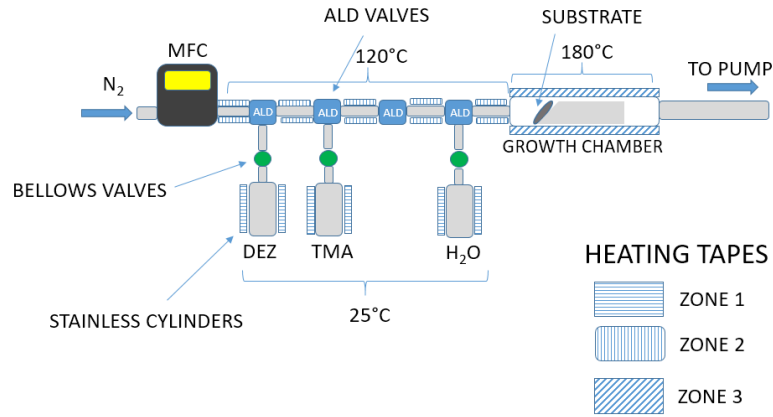 ALD VALVES
SUBSTRATE
MFC
120°C
180°C
TO PUMP
N₂
ALD
ALD
ALD
ALD
GROWTH CHAMBER
BELLOWS VALVES
DEZ
TMA
H₂O
HEATING TAPES
ZONE 1
25°C
STAINLESS CYLINDERS
ZONE 2
ZONE 3